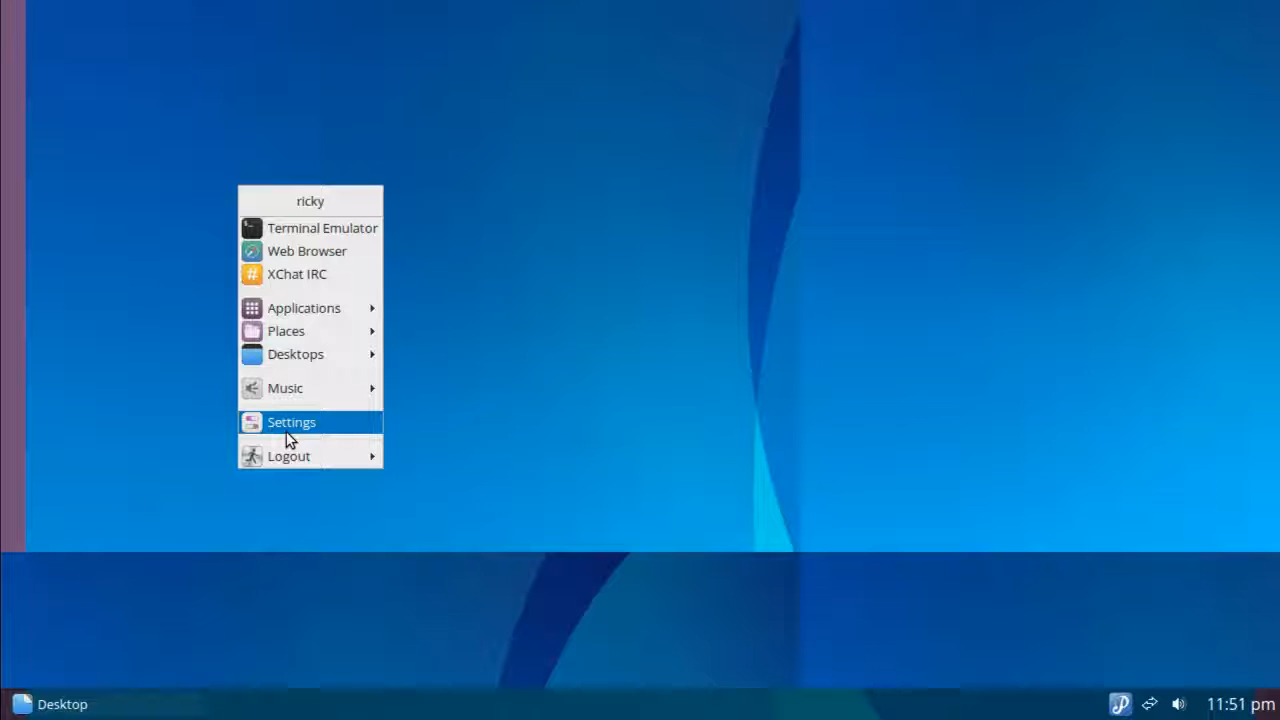 ricky
Terminal Emulator
Web Browser
XChat IRC
Applications
Places
Desktops
Music
Settings
Logout
Desktop
11:51 pm